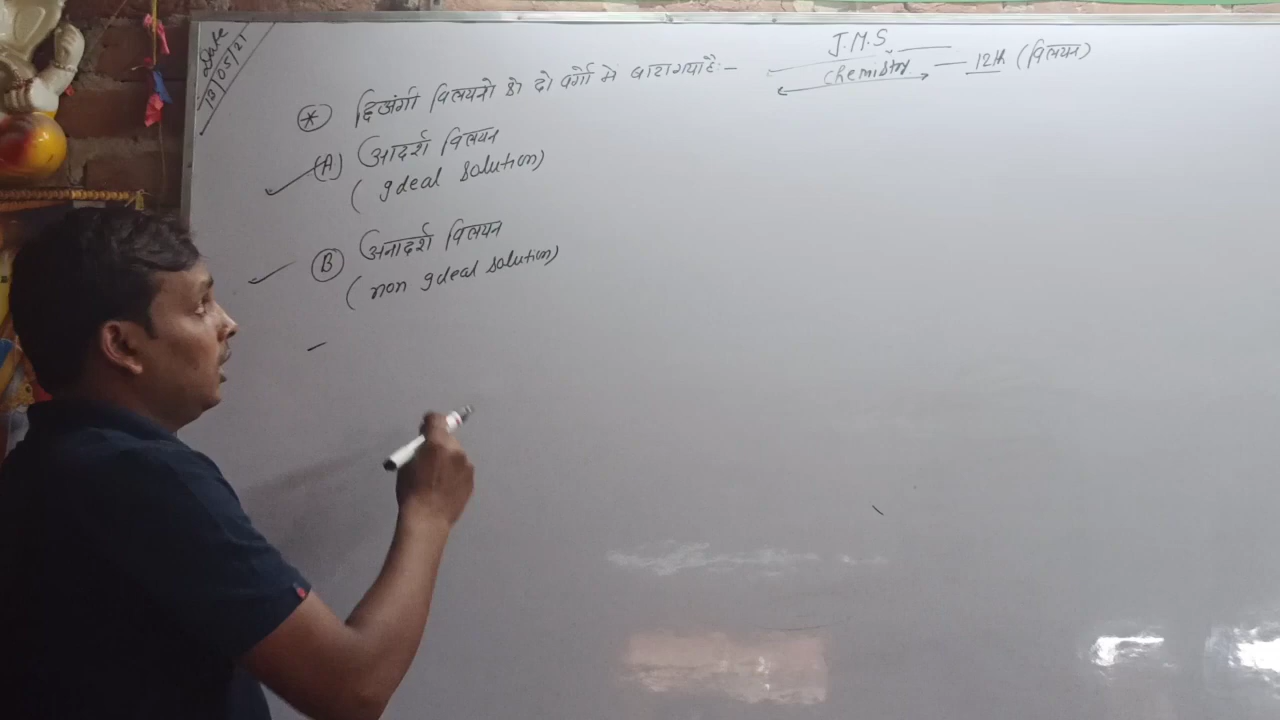 Date
13/05/21
J.M.S
Chemistry — 12th (विलयन)
* द्विअंगी विलयनो को दो वर्गों मे बाटा गया है:-
(A) आदर्श विलयन
( Ideal solution)
(B) अनादर्श विलयन
( non Ideal solution)